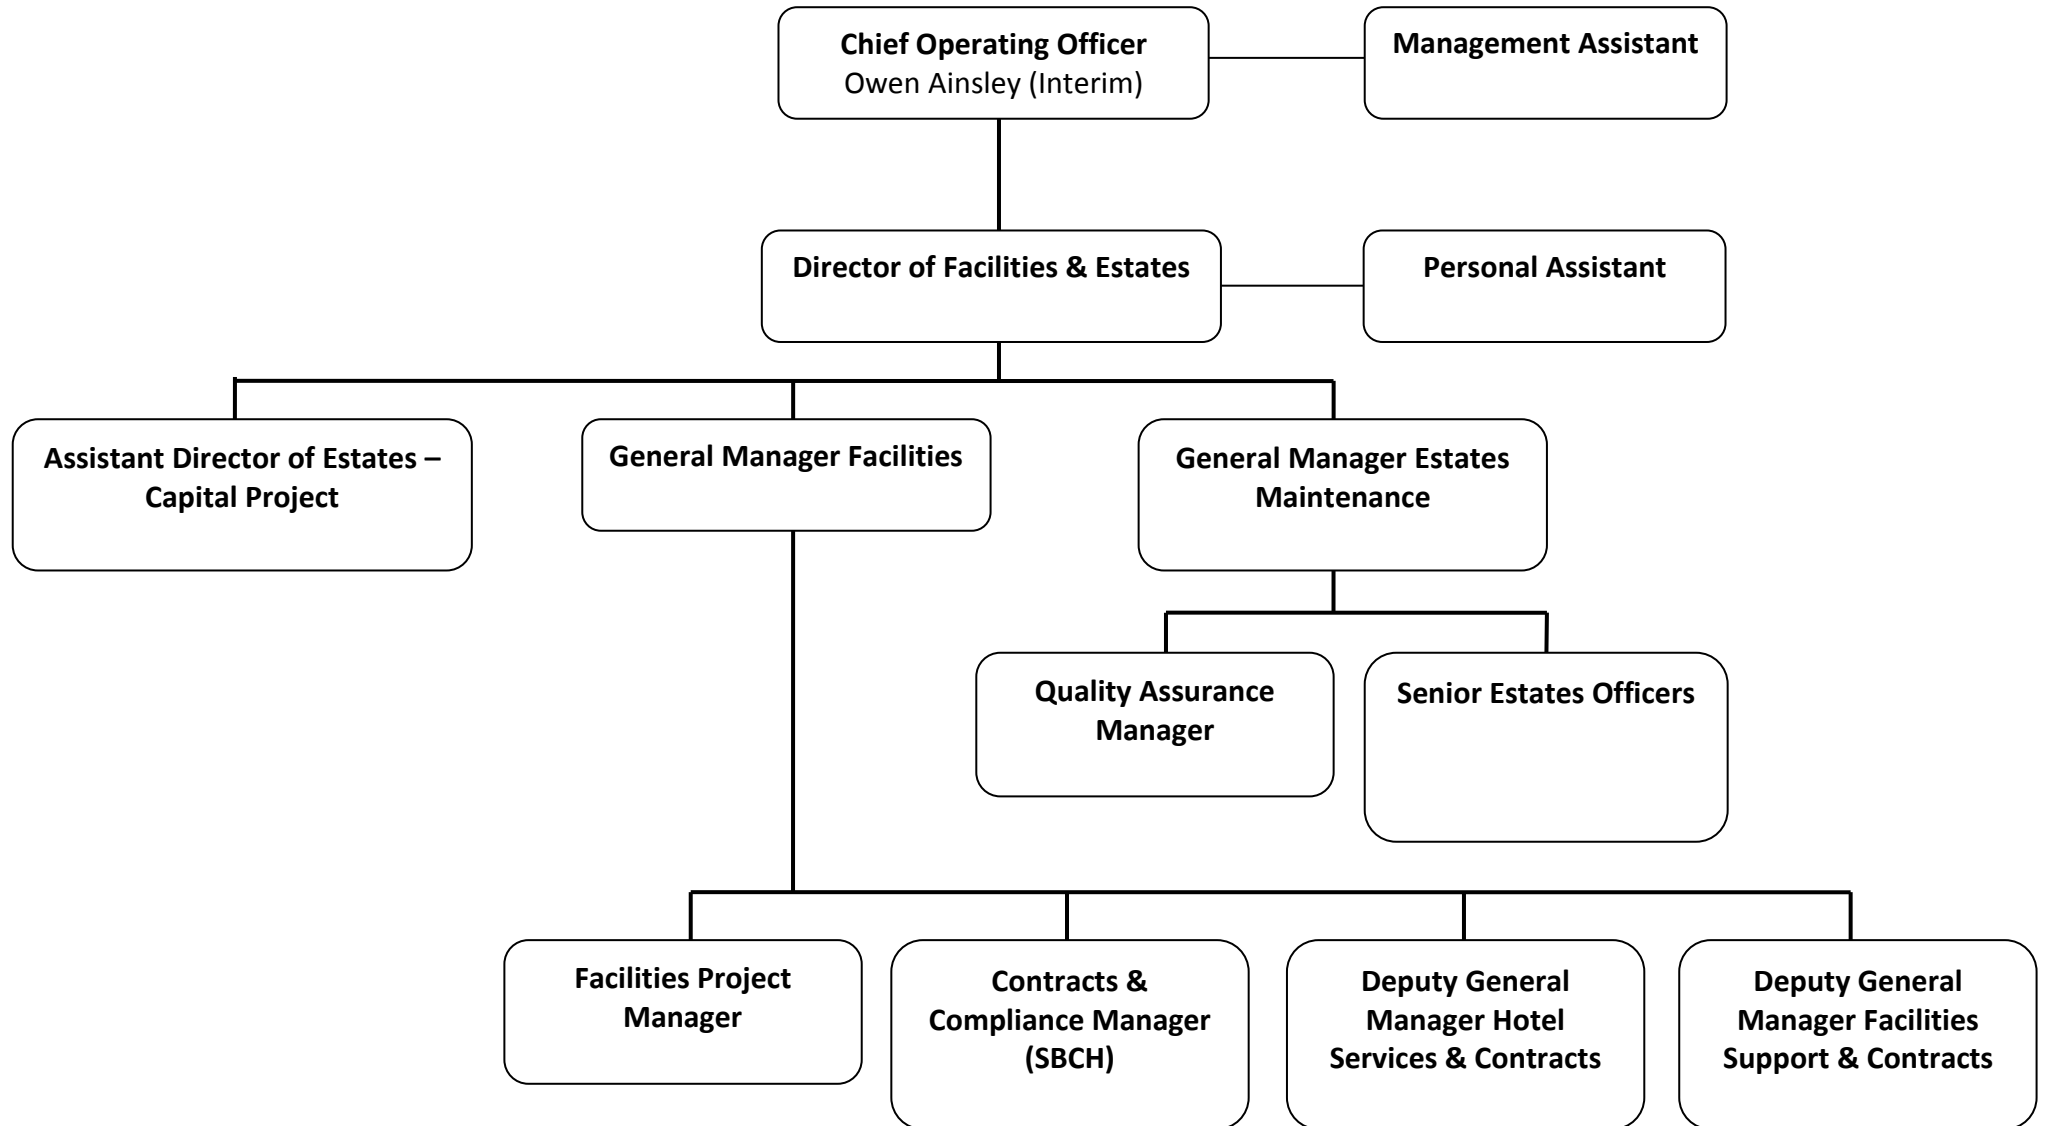 Chief Operating Officer
Owen Ainsley (Interim)
Management Assistant
Director of Facilities & Estates
Personal Assistant
Assistant Director of Estates –
Capital Project
General Manager Facilities
General Manager Estates
Maintenance
Quality Assurance
Manager
Senior Estates Officers
Facilities Project
Manager
Contracts &
Compliance Manager
(SBCH)
Deputy General
Manager Hotel
Services & Contracts
Deputy General
Manager Facilities
Support & Contracts